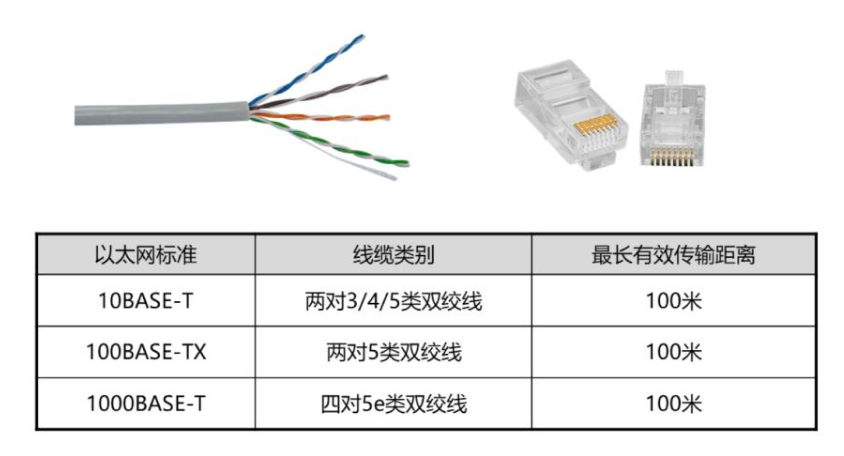 以太网标准 线缆类别 最长有效传输距离
10BASE-T 两对3/4/5类双绞线 100米
100BASE-TX 两对5类双绞线 100米
1000BASE-T 四对5e类双绞线 100米